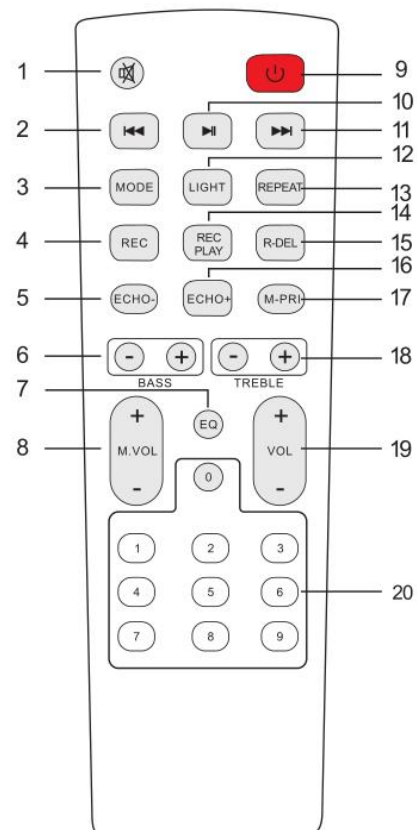 1 9
10
2 11
12
3 MODE LIGHT REPEAT 13
14
4 REC REC PLAY R-DEL 15
16
5 ECHO- ECHO+ M-PRI 17
6 - + - + 18
BASS TREBLE
7 EQ
+ +
8 M.VOL VOL 19
- -
0
1 2 3
4 5 6 20
7 8 9